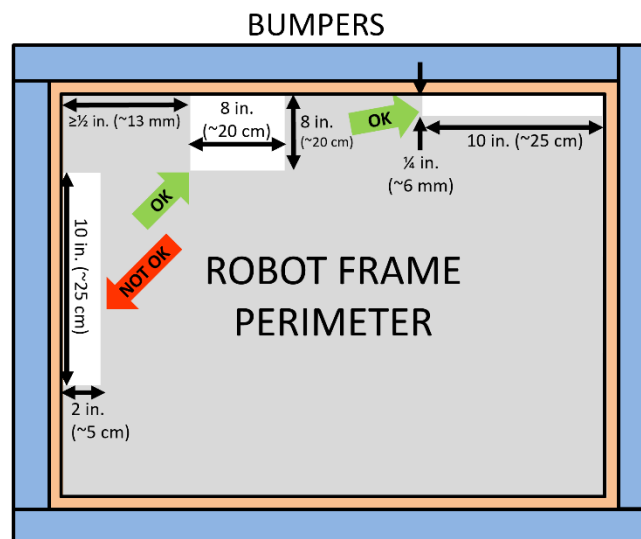 BUMPERS
≥½ in. (~13 mm)
8 in.
(~20 cm)
8 in.
(~20 cm)
OK
10 in. (~25 cm)
¼ in.
(~6 mm)
OK
NOT OK
10 in.
(~25 cm)
ROBOT FRAME
PERIMETER
2 in.
(~5 cm)